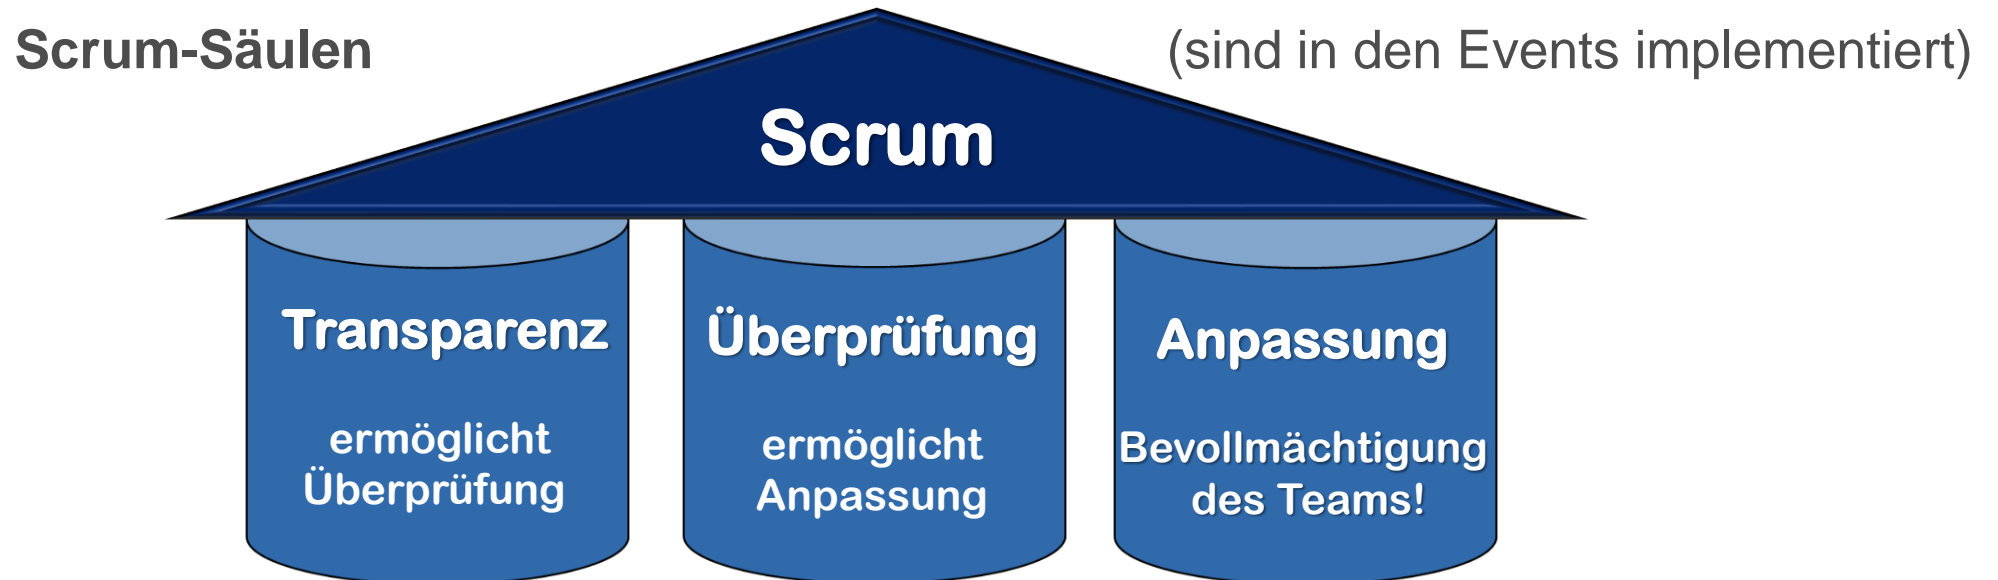 Scrum-Säulen
(sind in den Events implementiert)
Scrum
Transparenz
ermöglicht
Überprüfung
Überprüfung
ermöglicht
Anpassung
Anpassung
Bevollmächtigung
des Teams!